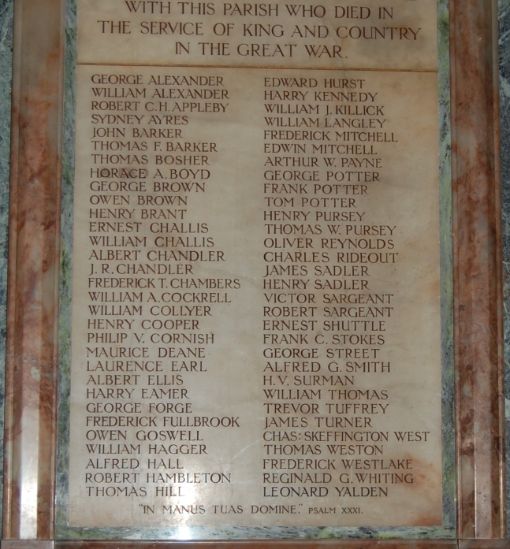 WITH THIS PARISH WHO DIED IN
THE SERVICE OF KING AND COUNTRY
IN THE GREAT WAR.
GEORGE ALEXANDER
WILLIAM ALEXANDER
ROBERT C.H. APPLEBY
SYDNEY AYRES
JOHN BARKER
THOMAS F. BARKER
THOMAS BOSHER
HORACE A. BOYD
GEORGE BROWN
OWEN BROWN
HENRY BRANT
ERNEST CHALLIS
WILLIAM CHALLIS
ALBERT CHANDLER
J.R. CHANDLER
FREDERICK T. CHAMBERS
WILLIAM A. COCKRELL
WILLIAM COLLYER
HENRY COOPER
PHILIP V. CORNISH
MAURICE DEANE
LAURENCE EARL
ALBERT ELLIS
HARRY EAMER
GEORGE FORGE
FREDERICK FULLBROOK
OWEN GOSWELL
WILLIAM HAGGER
ALFRED HALL
ROBERT HAMBLETON
THOMAS HILL
EDWARD HURST
HARRY KENNEDY
WILLIAM J. KILLICK
WILLIAM LANGLEY
FREDERICK MITCHELL
EDWIN MITCHELL
ARTHUR W. PAYNE
GEORGE POTTER
FRANK POTTER
TOM POTTER
HENRY PURSEY
THOMAS W. PURSEY
OLIVER REYNOLDS
CHARLES RIDEOUT
JAMES SADLER
HENRY SADLER
VICTOR SARGEANT
ROBERT SARGEANT
ERNEST SHUTTLE
FRANK C. STOKES
GEORGE STREET
ALFRED G. SMITH
H.V. SURMAN
WILLIAM THOMAS
TREVOR TUFFREY
JAMES TURNER
CHAS: SKEFFINGTON WEST
THOMAS WESTON
FREDERICK WESTLAKE
REGINALD G. WHITING
LEONARD YALDEN
"IN MANUS TUAS DOMINE." PSALM XXXI.